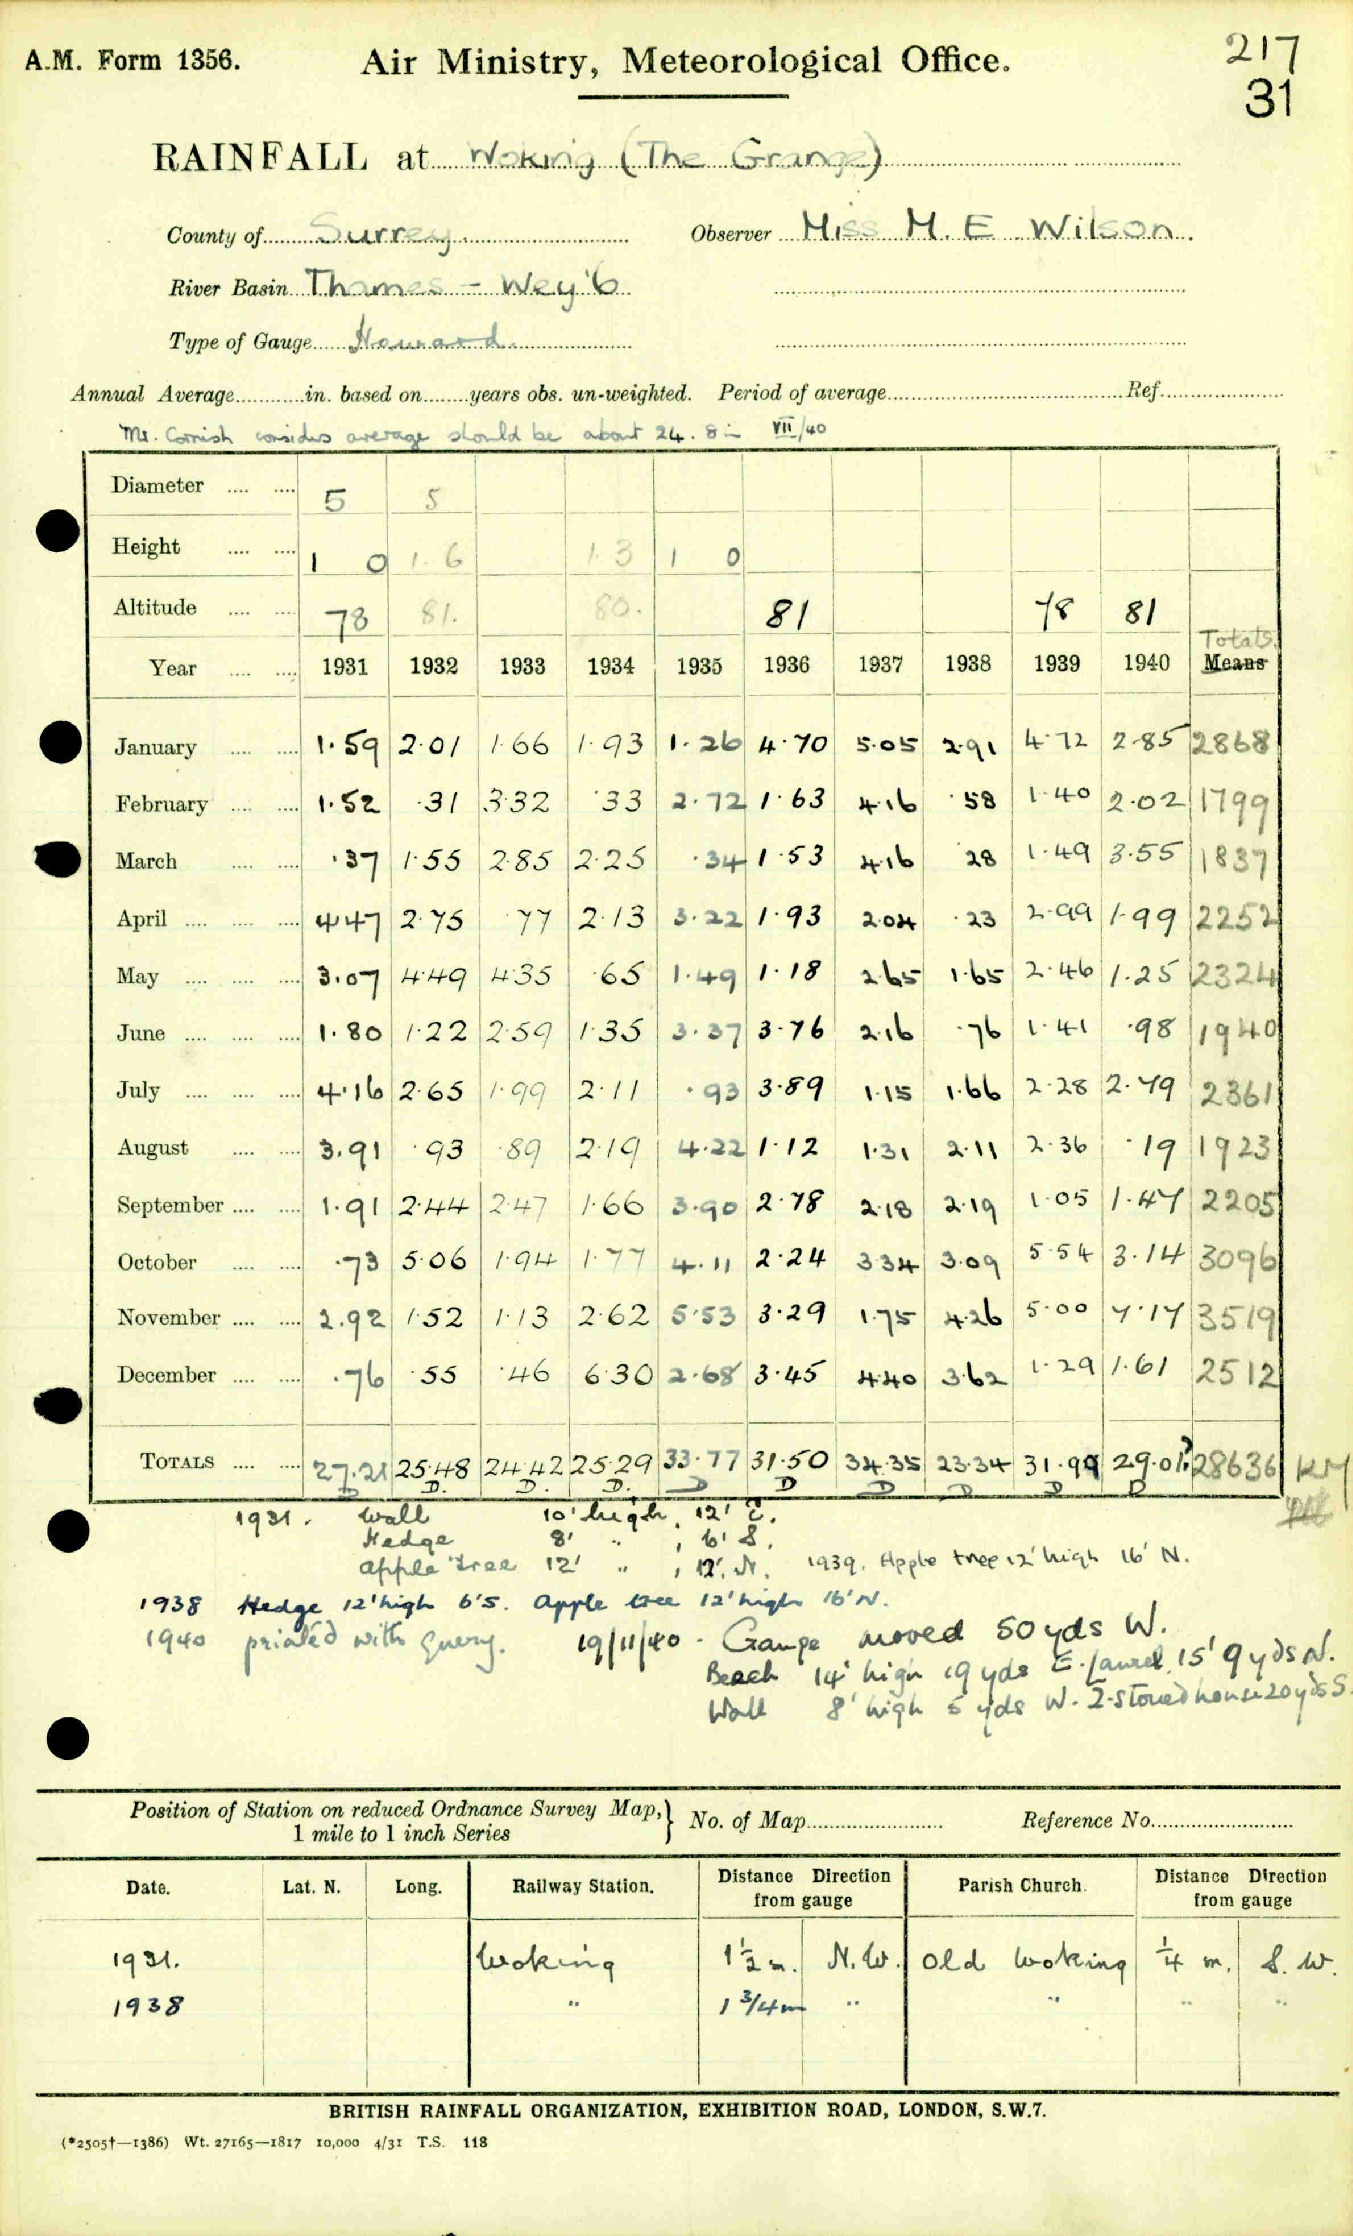 A.M. Form 1356.
Air Ministry, Meteorological Office.
217
31
RAINFALL at Woking (The Grange)
County of Surrey. Observer Miss M. E Wilson.
River Basin Thames - Wey '6
Type of Gauge Howard.
Annual Average in. based on years obs. un-weighted. Period of average Ref.
Mr. Cornish considers average should be about 24.8 in VII/40
Diameter 5 5
Height 1 0 1.6 1.3 1 0
Altitude 78 81. 80. 81 78 81
Totals
Year 1931 1932 1933 1934 1935 1936 1937 1938 1939 1940 Means
January 1.59 2.01 1.66 1.93 1.26 4.70 5.05 2.91 4.72 2.85 2868
February 1.52 .31 3.32 .33 2.72 1.63 4.16 .58 1.40 2.02 1799
March .37 1.55 2.85 2.25 .34 1.53 4.16 28 1.49 3.55 1837
April 4.47 2.75 .77 2.13 3.22 1.93 2.04 .23 2.99 1.99 2252
May 3.07 4.49 4.35 .65 1.49 1.18 2.65 1.65 2.46 1.25 2324
June 1.80 1.22 2.59 1.35 3.37 3.76 2.16 .76 1.41 .98 1940
July 4.16 2.65 1.99 2.11 .93 3.89 1.15 1.66 2.28 2.79 2361
August 3.91 .93 .89 2.19 4.22 1.12 1.31 2.11 2.36 .19 1923
September 1.91 2.44 2.47 1.66 3.90 2.78 2.18 2.19 1.05 1.47 2205
October .73 5.06 1.94 1.77 4.11 2.24 3.34 3.09 5.54 3.14 3096
November 2.92 1.52 1.13 2.62 5.53 3.29 1.75 4.26 5.00 7.17 3519
December .76 .55 .46 6.30 2.68 3.45 4.40 3.62 1.29 1.61 2512
TOTALS 27.21 25.48 24.42 25.29 33.77 31.50 34.35 23.34 31.99 29.01? 28636 KM
D D. D. D. D D D D D D
1931. Wall 10' high, 12' E.
Hedge 8' " , 6' S.
apple tree 12' " , 12' N. 1939. Apple tree 12' high 16' N.
1938 Hedge 12' high 6' S. Apple tree 12' high 16' N.
1940 printed with query. 19/11/40 - Gauge moved 50 yds W.
Beech 14' high 19 yds E. Laurel 15' 9 yds N.
Wall 8' high 5 yds W. 2-storied house 20 yds S.
Position of Station on reduced Ordnance Survey Map, } No. of Map Reference No.
1 mile to 1 inch Series
Date. Lat. N. Long. Railway Station. Distance Direction from gauge Parish Church. Distance Direction from gauge
1931. Woking 1½ m. N.W. Old Woking ¼ m. S.W.
1938 " 1 3/4 m " " " "
BRITISH RAINFALL ORGANIZATION, EXHIBITION ROAD, LONDON, S.W.7.
(*2505†—1386) Wt. 27165—1817 10,000 4/31 T.S. 118